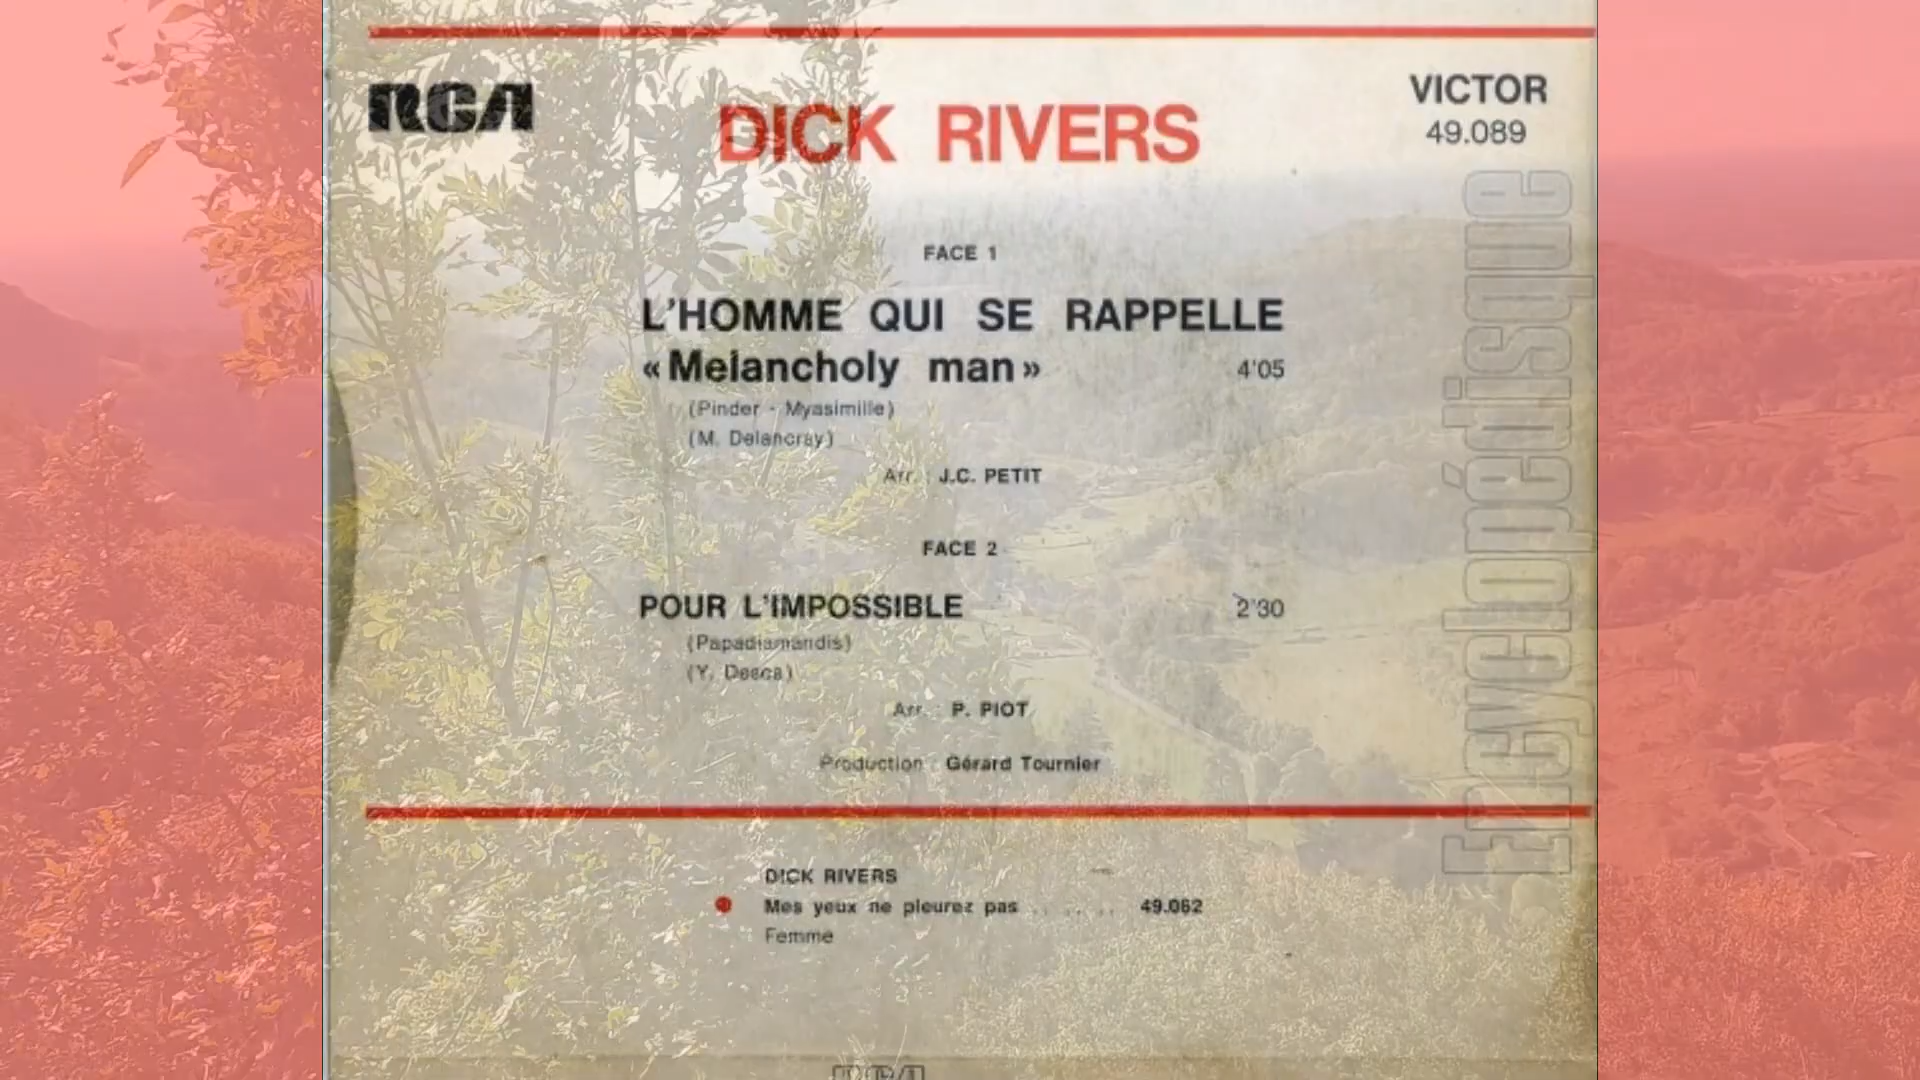 RCA
VICTOR
49.089
DICK RIVERS
FACE 1
L'HOMME QUI SE RAPPELLE
«Melancholy man» 4'05
(Pinder - Myasimille)
(M. Delancray)
Arr. : J.C. PETIT
FACE 2
POUR L'IMPOSSIBLE 2'30
(Papadiamandis)
(Y. Desca)
Arr. : P. PIOT
Production : Gérard Tournier
DICK RIVERS
Mes yeux ne pleurez pas ........ 49.062
Femme
RCA
Encyclopédisque